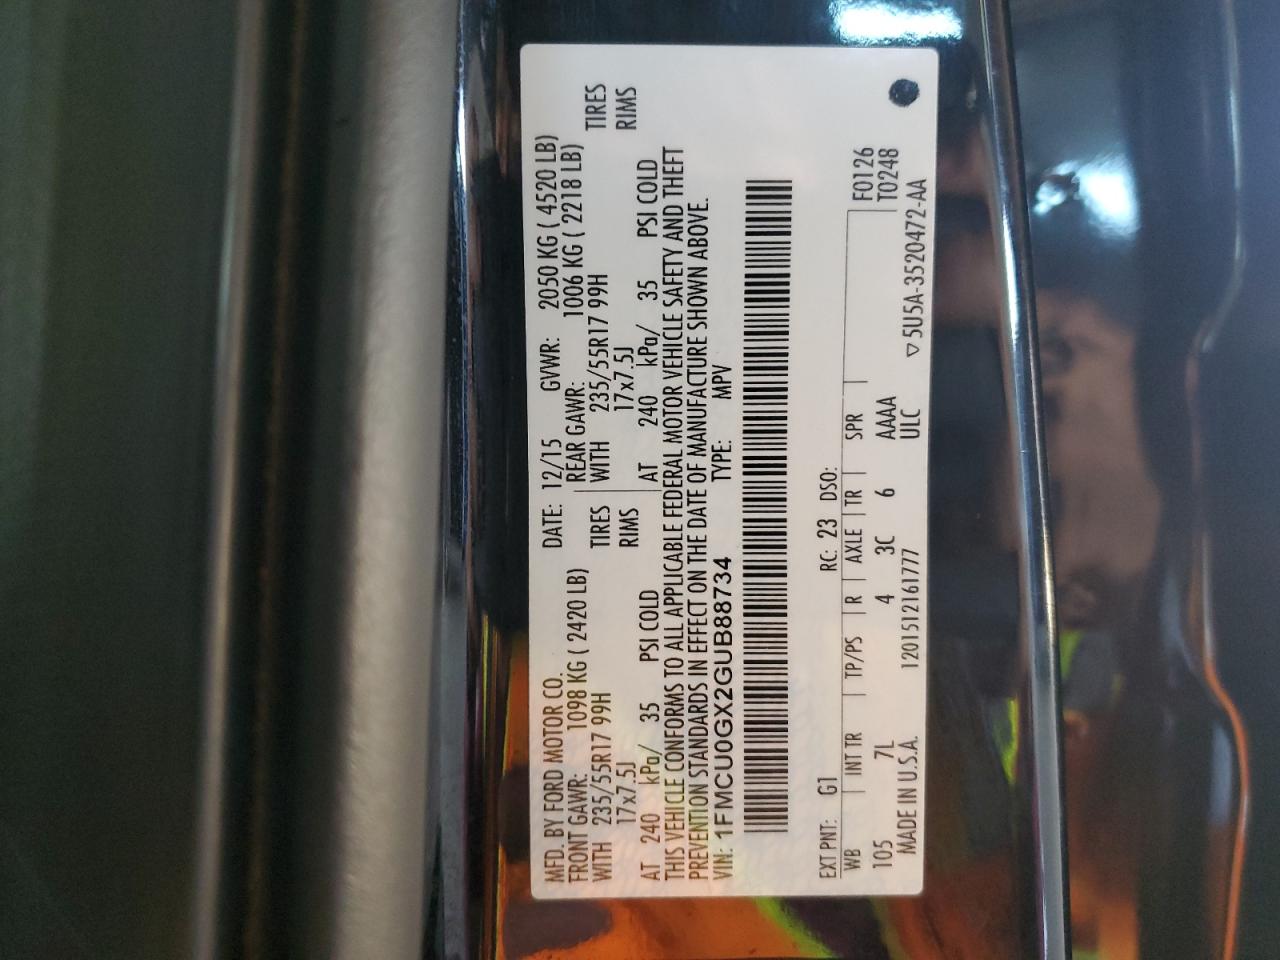 MFD. BY FORD MOTOR CO.
DATE: 12/15 GVWR: 2050 KG ( 4520 LB)
FRONT GAWR: 1098 KG ( 2420 LB) REAR GAWR: 1006 KG ( 2218 LB)
WITH 235/55R17 99H TIRES WITH 235/55R17 99H TIRES
17x7.5J RIMS 17x7.5J RIMS
AT 240 kPa/ 35 PSI COLD AT 240 kPa/ 35 PSI COLD
THIS VEHICLE CONFORMS TO ALL APPLICABLE FEDERAL MOTOR VEHICLE SAFETY AND THEFT
PREVENTION STANDARDS IN EFFECT ON THE DATE OF MANUFACTURE SHOWN ABOVE.
VIN: 1FMCU0GX2GUB88734 TYPE: MPV
EXT PNT: G1 RC: 23 DSO:
WB INT TR TP/PS R AXLE TR SPR F0126
105 7L 4 3C 6 AAAA T0248
MADE IN U.S.A. 1201512161777 ULC ▽ 5U5A-3520472-AA